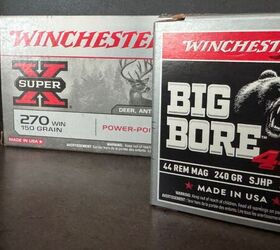 WINCHESTER
SUPER
X
270 WIN
150 GRAIN
DEER, ANT
POWER-PO
MADE IN USA
WINCHESTER
BIG
BORE
44 REM MAG 240 GR SJHP
MADE IN USA